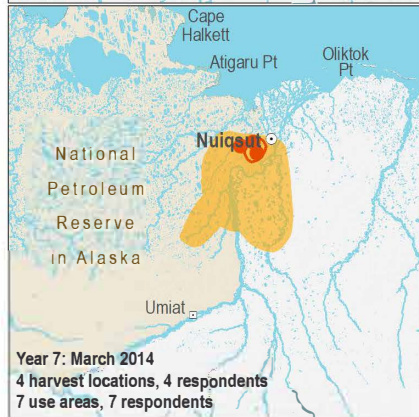 Cape
Halkett
Oliktok
Pt
Atigaru Pt
Nuiqsut
National
Petroleum
Reserve
in Alaska
Umiat
Year 7: March 2014
4 harvest locations, 4 respondents
7 use areas, 7 respondents